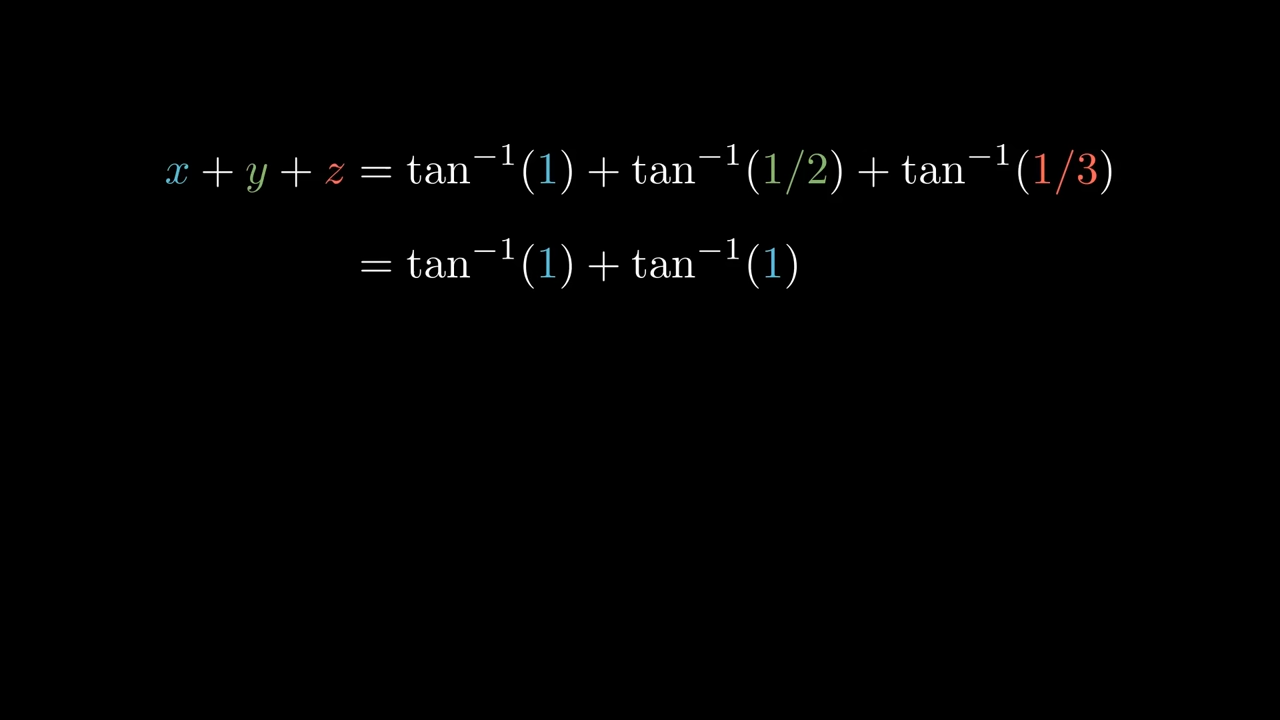 x + y + z = tan⁻¹(1) + tan⁻¹(1/2) + tan⁻¹(1/3)
= tan⁻¹(1) + tan⁻¹(1)